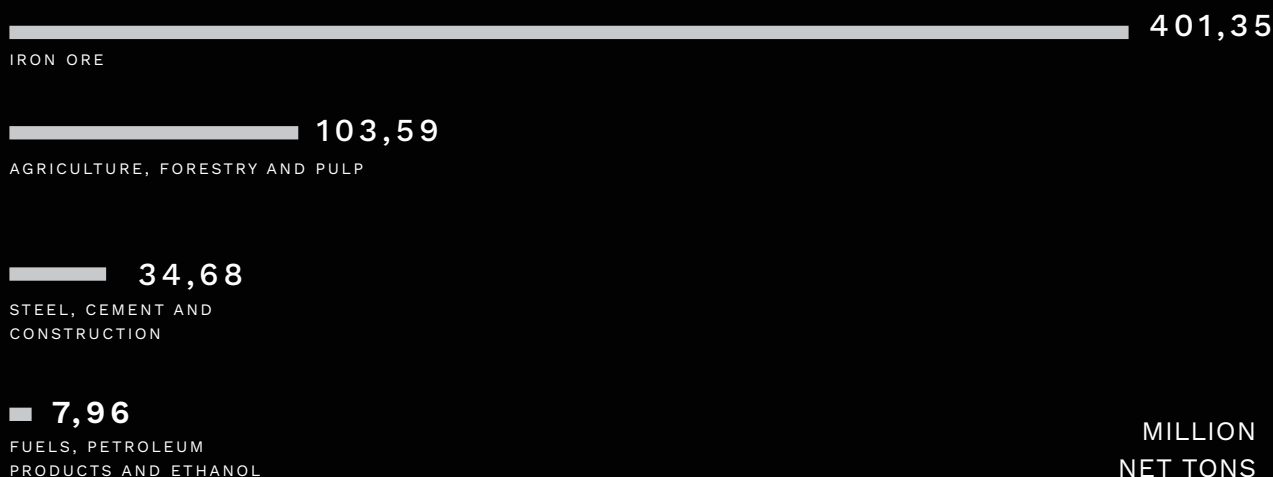 401,35
IRON ORE
103,59
AGRICULTURE, FORESTRY AND PULP
34,68
STEEL, CEMENT AND
CONSTRUCTION
7,96
FUELS, PETROLEUM
PRODUCTS AND ETHANOL
MILLION
NET TONS